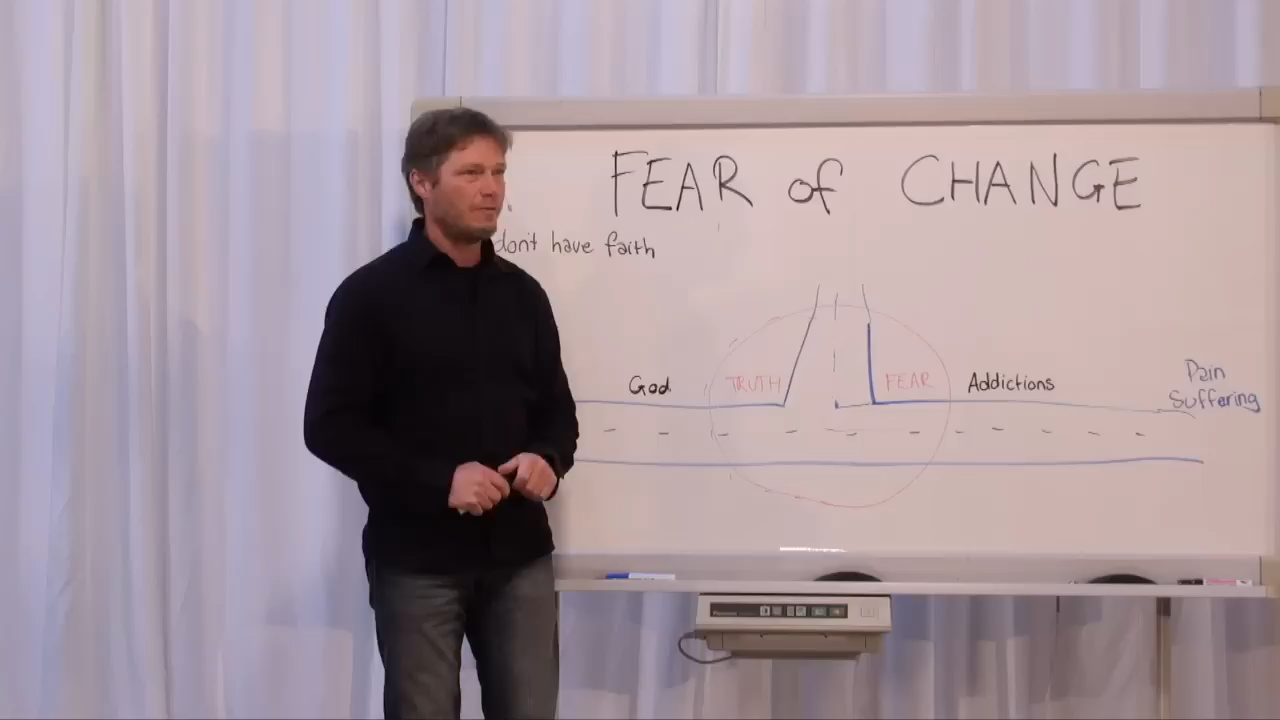 FEAR of CHANGE
don't have faith
God TRUTH FEAR Addictions
Pain
Suffering